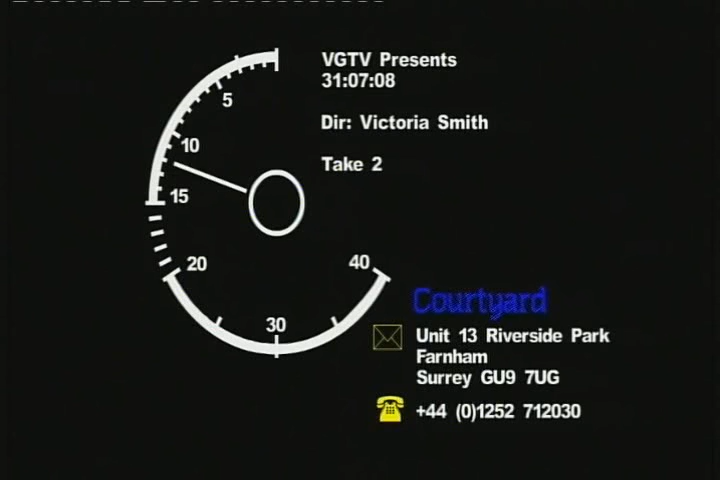 VGTV Presents
31:07:08
Dir: Victoria Smith
Take 2
5
10
15
20
30
40
Courtyard
Unit 13 Riverside Park
Farnham
Surrey GU9 7UG
+44 (0)1252 712030